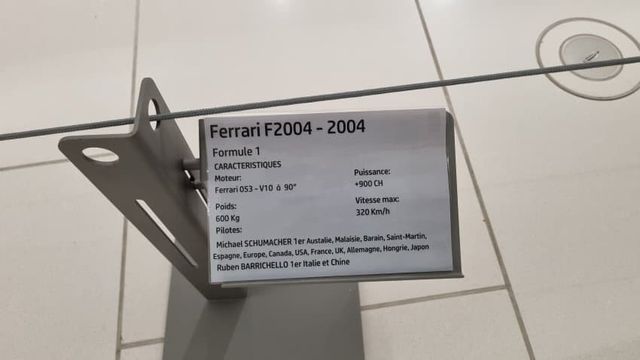 Ferrari F2004 - 2004
Formule 1
CARACTERISTIQUES
Moteur:
Ferrari 053 - V10 à 90°
Puissance:
+900 CH
Poids:
600 Kg
Vitesse max:
320 Km/h
Pilotes:
Michael SCHUMACHER 1er Australie, Malaisie, Barain, Saint-Martin,
Espagne, Europe, Canada, USA, France, UK, Allemagne, Hongrie, Japon
Ruben BARRICHELLO 1er Italie et Chine